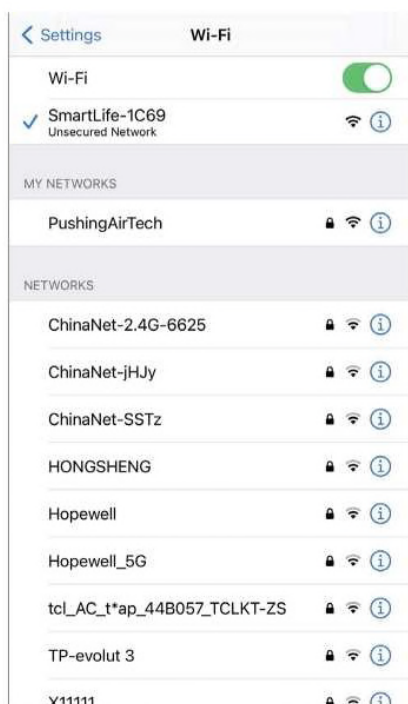 Settings
Wi-Fi
Wi-Fi
SmartLife-1C69
Unsecured Network
MY NETWORKS
PushingAirTech
NETWORKS
ChinaNet-2.4G-6625
ChinaNet-jHJy
ChinaNet-SSTz
HONGSHENG
Hopewell
Hopewell_5G
tcl_AC_t*ap_44B057_TCLKT-ZS
TP-evolut 3
X11111